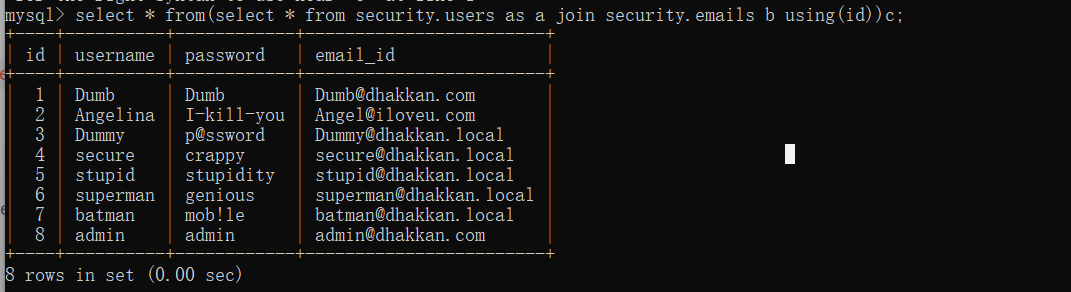 mysql> select * from(select * from security.users as a join security.emails b using(id))c;
+----+----------+------------+------------------------+
| id | username | password   | email_id               |
+----+----------+------------+------------------------+
|  1 | Dumb     | Dumb       | Dumb@dhakkan.com       |
|  2 | Angelina | I-kill-you | Angel@iloveu.com       |
|  3 | Dummy    | p@ssword   | Dummy@dhakkan.local    |
|  4 | secure   | crappy     | secure@dhakkan.local   |
|  5 | stupid   | stupidity  | stupid@dhakkan.local   |
|  6 | superman | genious    | superman@dhakkan.local |
|  7 | batman   | mob!le     | batman@dhakkan.local   |
|  8 | admin    | admin      | admin@dhakkan.com      |
+----+----------+------------+------------------------+
8 rows in set (0.00 sec)